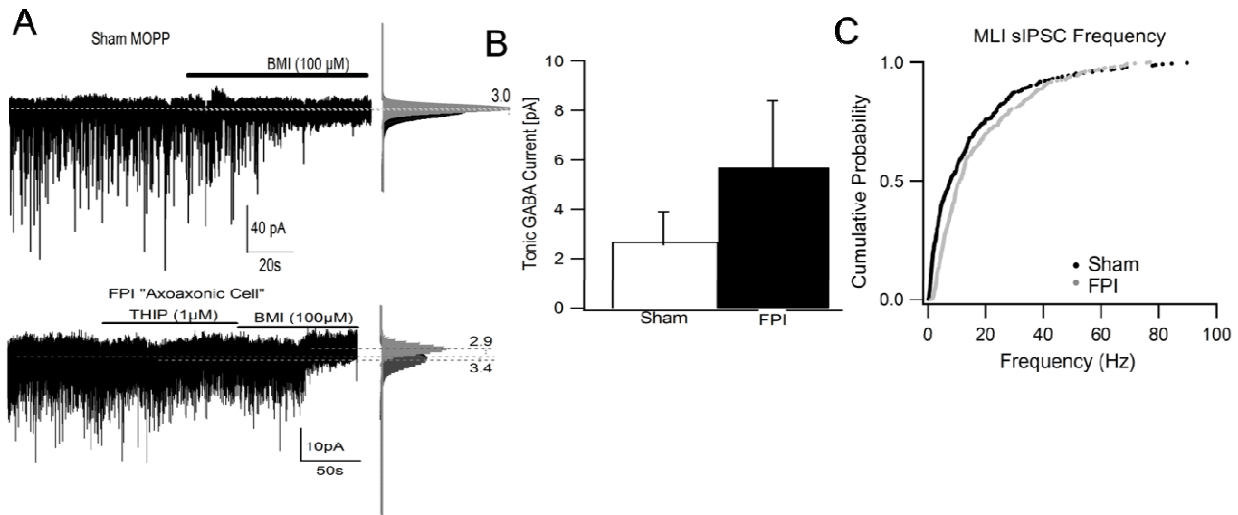 A
Sham MOPP
BMI (100 µM)
3.0
40 pA
20s
FPI "Axoaxonic Cell"
THIP (1µM)
BMI (100µM)
2.9
3.4
10pA
50s
B
Tonic GABA Current [pA]
10
8
6
4
2
0
Sham
FPI
C
MLI sIPSC Frequency
Cumulative Probability
1.0
0.5
0.0
Sham
FPI
0
20
40
60
80
100
Frequency (Hz)